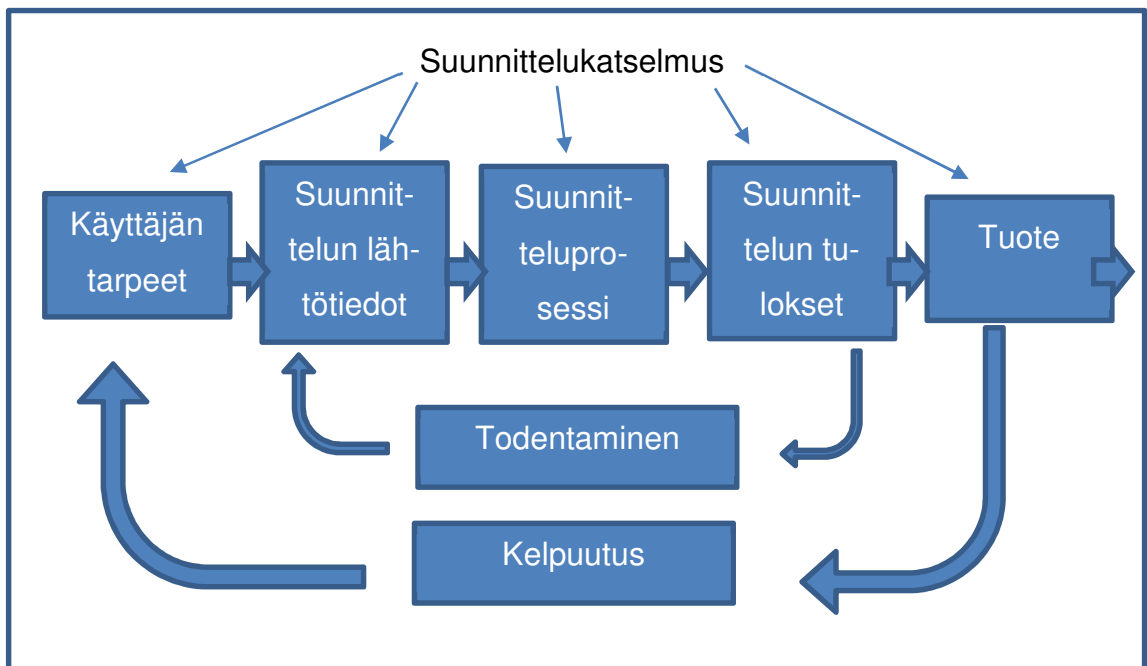 Suunnittelukatselmus
Käyttäjän
tarpeet
Suunnit-
telun läh-
tötiedot
Suunnit-
telupro-
sessi
Suunnit-
telun tu-
lokset
Tuote
Todentaminen
Kelpuutus